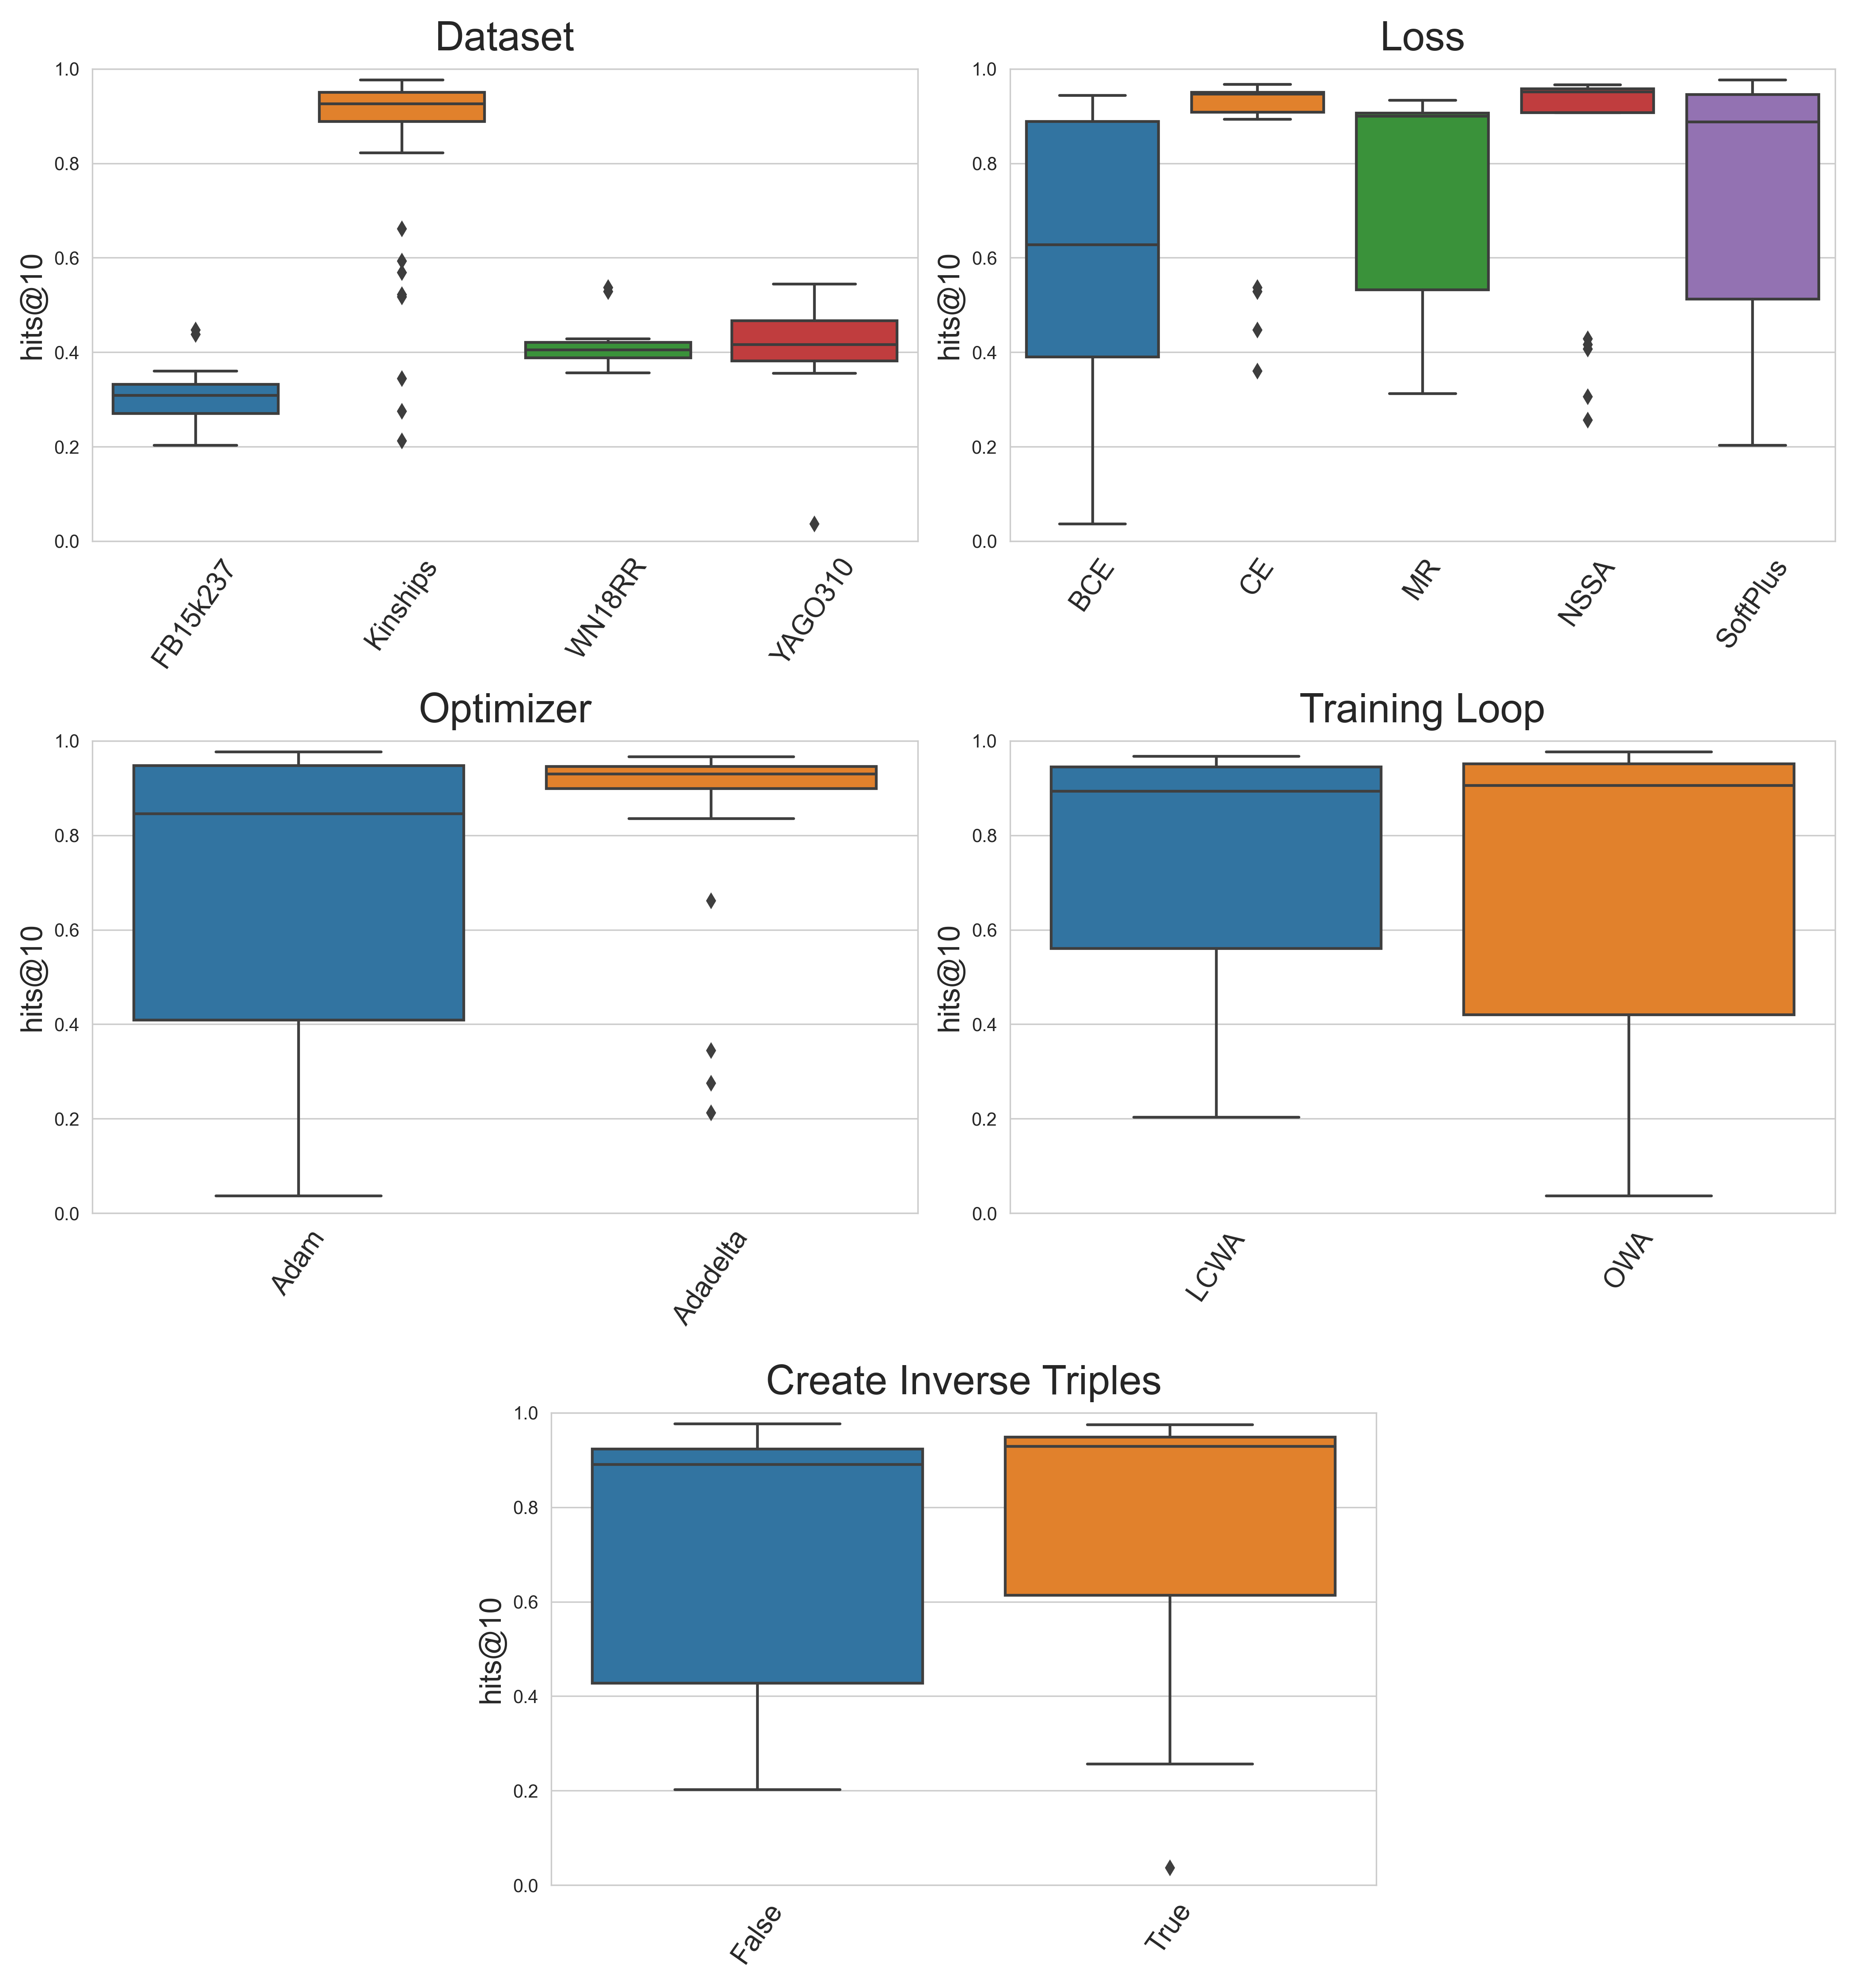 Dataset
hits@10
1.0
0.8
0.6
0.4
0.2
0.0
FB15k237
Kinships
WN18RR
YAGO310
Loss
hits@10
1.0
0.8
0.6
0.4
0.2
0.0
BCE
CE
MR
NSSA
SoftPlus
Optimizer
hits@10
1.0
0.8
0.6
0.4
0.2
0.0
Adam
Adadelta
Training Loop
hits@10
1.0
0.8
0.6
0.4
0.2
0.0
LCWA
OWA
Create Inverse Triples
hits@10
1.0
0.8
0.6
0.4
0.2
0.0
False
True